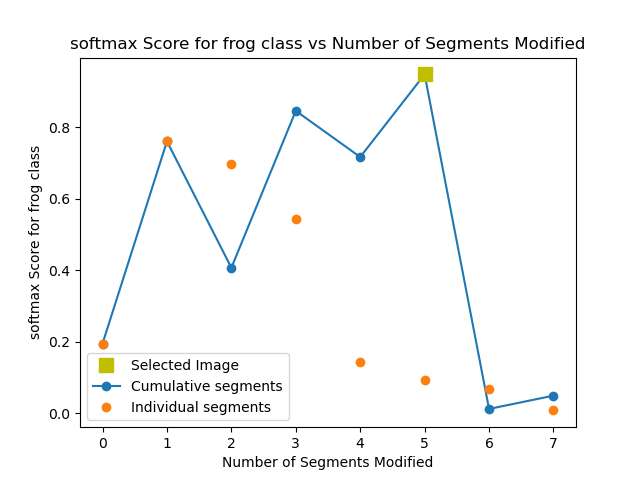 softmax Score for frog class vs Number of Segments Modified
softmax Score for frog class
0.8
0.6
0.4
0.2
0.0
Selected Image
Cumulative segments
Individual segments
0 1 2 3 4 5 6 7
Number of Segments Modified